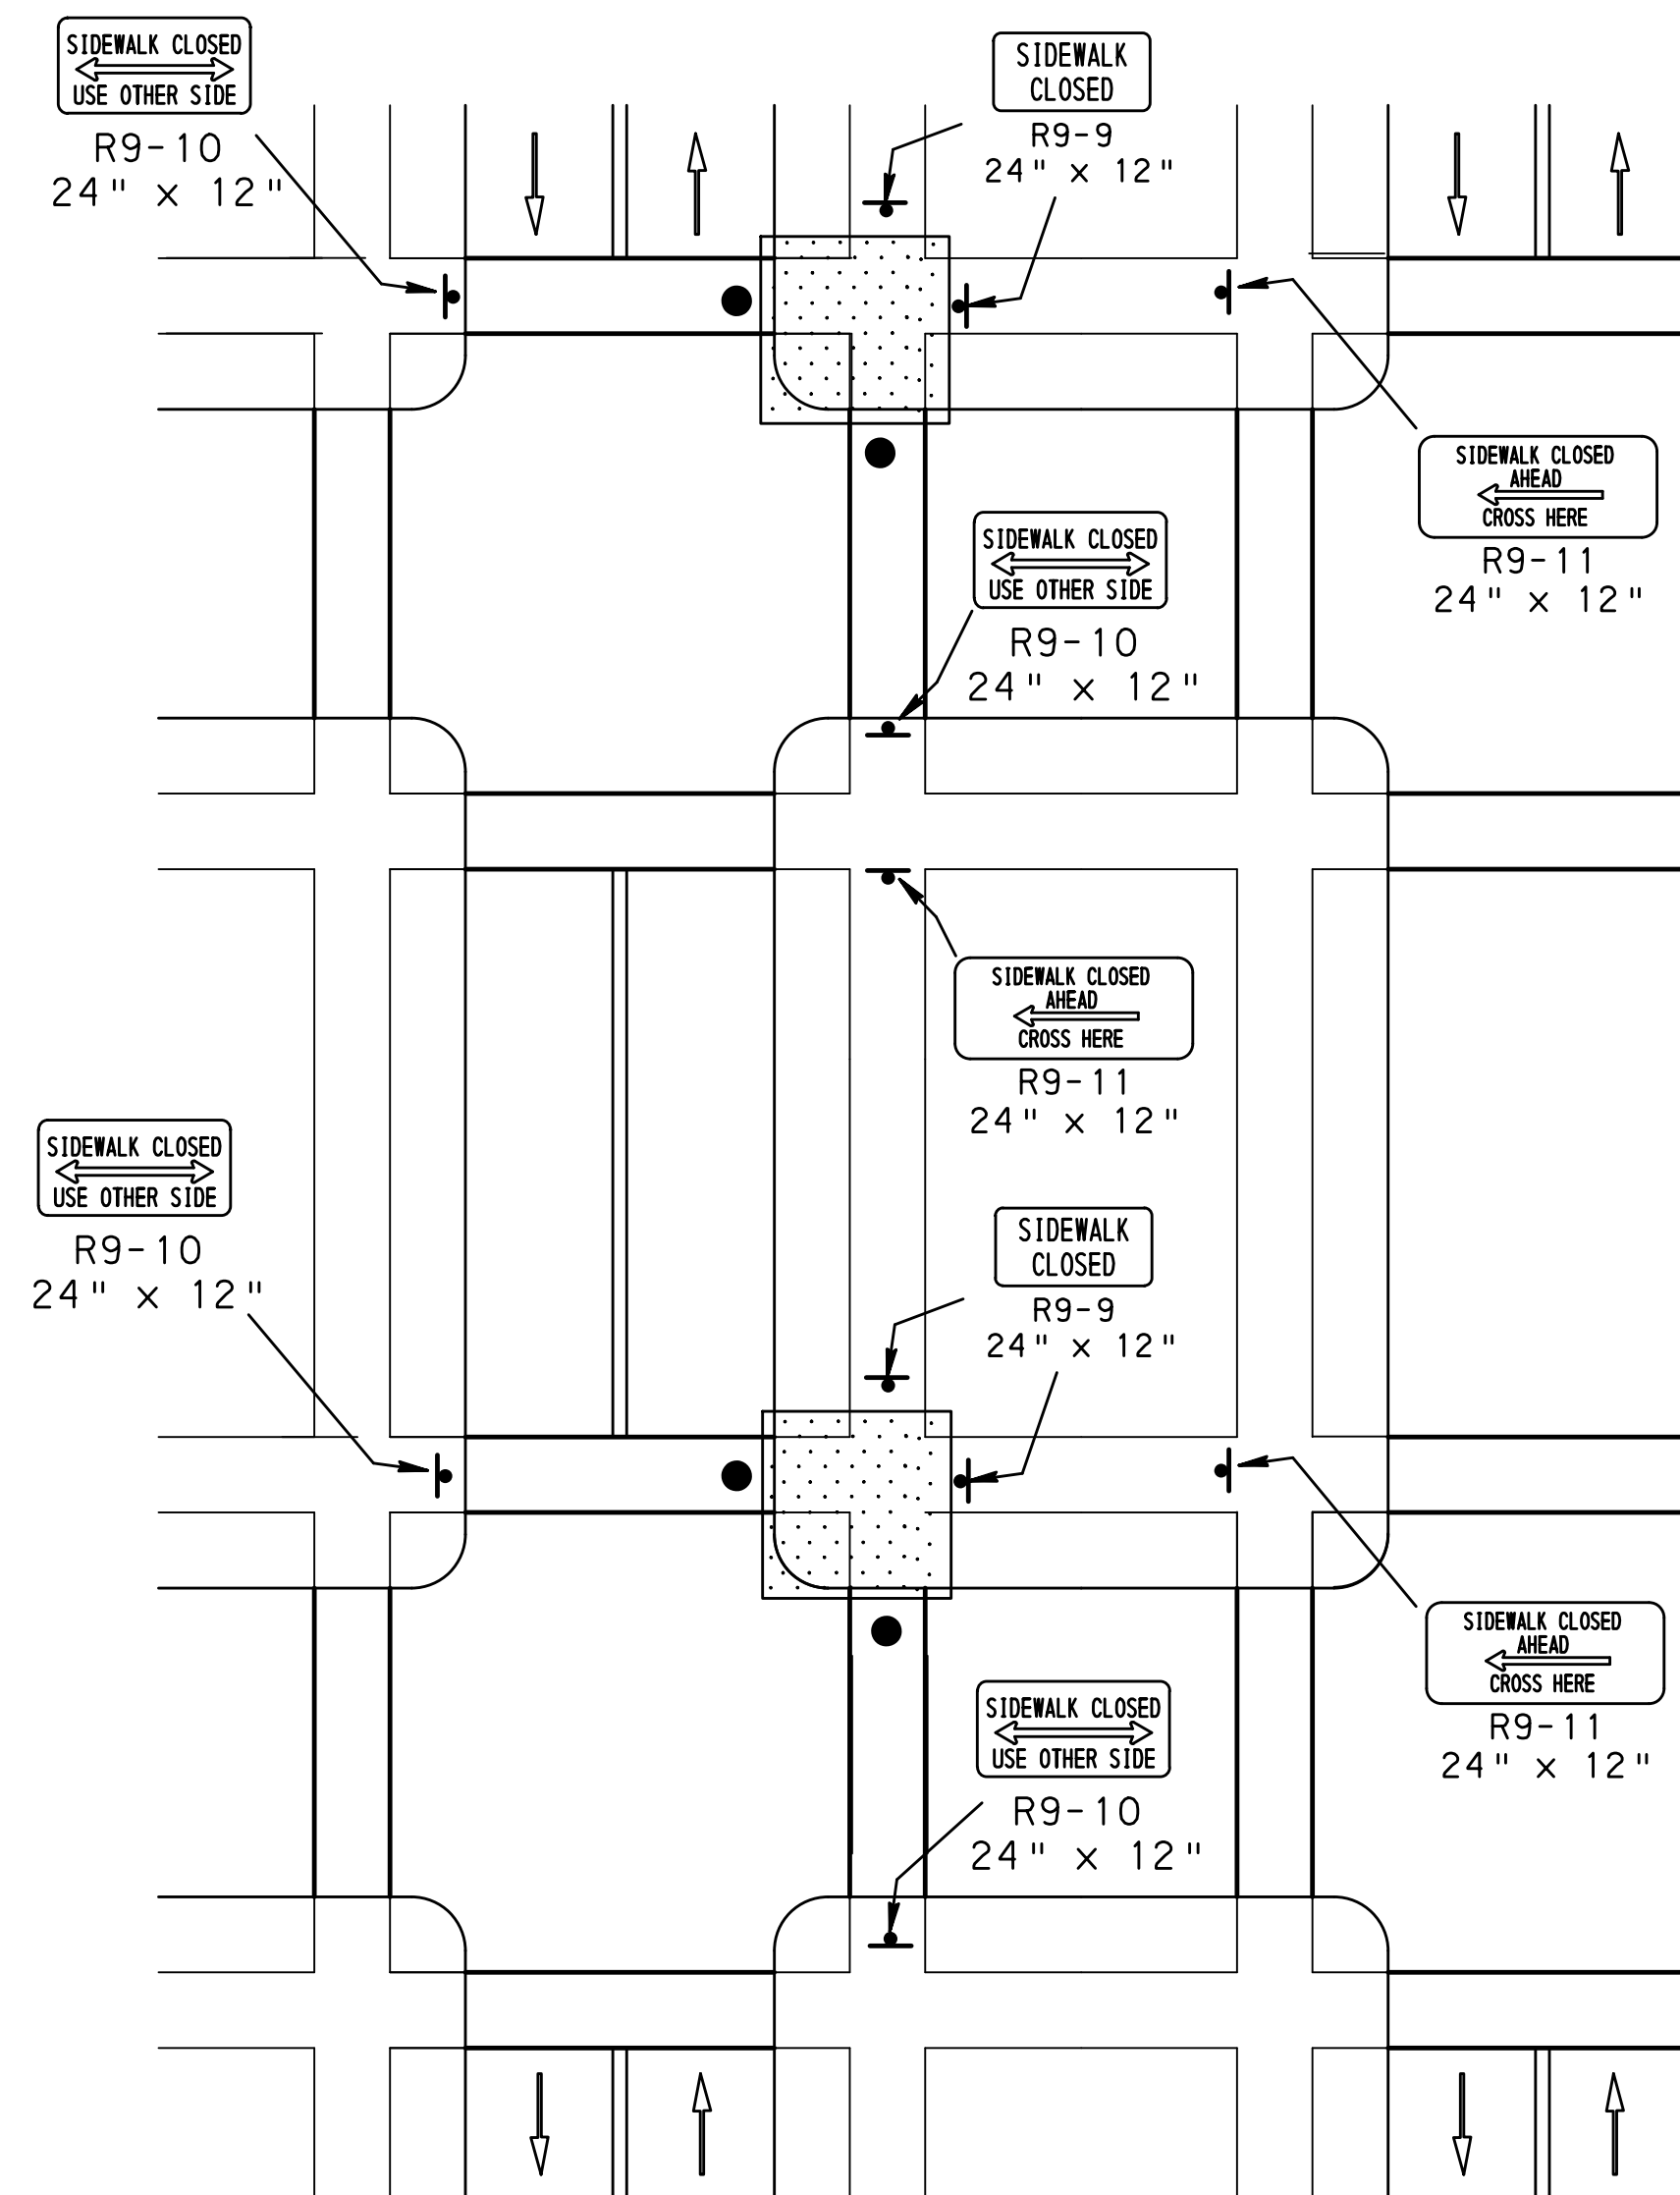 SIDEWALK CLOSED
USE OTHER SIDE
R9-10
24" x 12"
SIDEWALK
CLOSED
R9-9
24" x 12"
SIDEWALK CLOSED
AHEAD
CROSS HERE
R9-11
24" x 12"
SIDEWALK CLOSED
USE OTHER SIDE
R9-10
24" x 12"
SIDEWALK CLOSED
AHEAD
CROSS HERE
R9-11
24" x 12"
SIDEWALK CLOSED
USE OTHER SIDE
R9-10
24" x 12"
SIDEWALK
CLOSED
R9-9
24" x 12"
SIDEWALK CLOSED
AHEAD
CROSS HERE
R9-11
24" x 12"
SIDEWALK CLOSED
USE OTHER SIDE
R9-10
24" x 12"